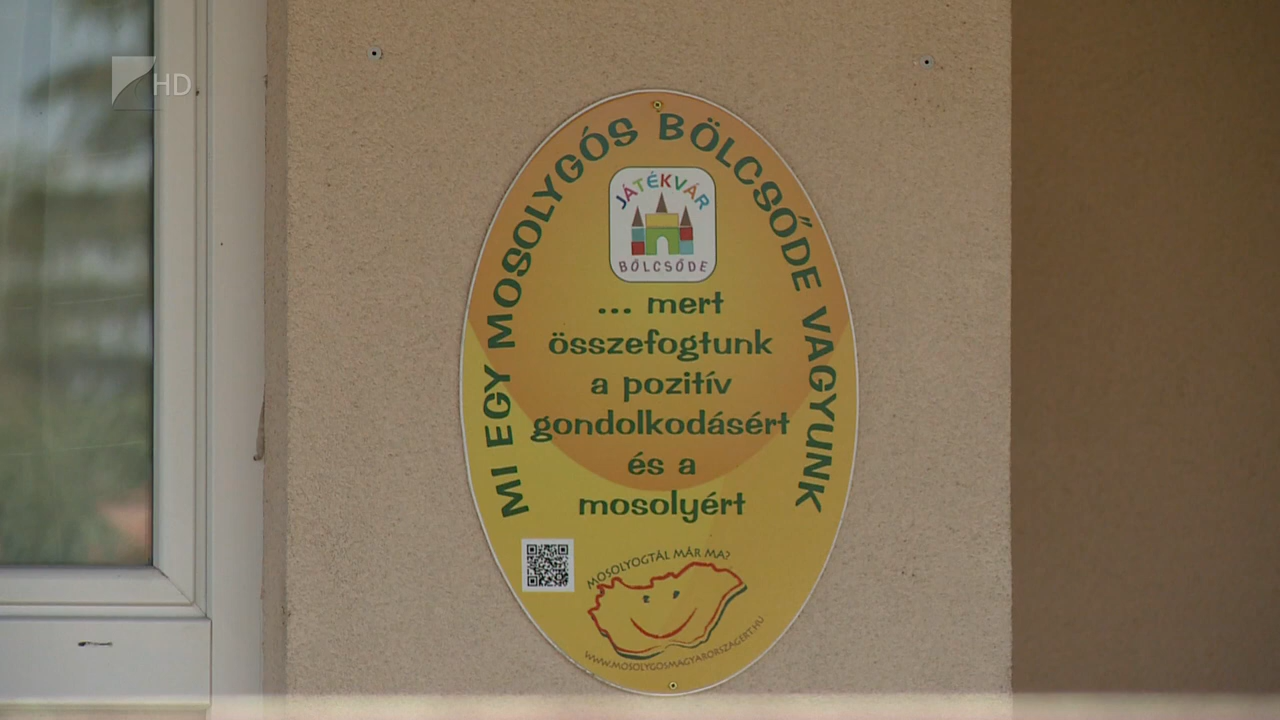 HD
MI EGY MOSOLYGÓS BÖLCSŐDE VAGYUNK
JÁTÉKVÁR
BÖLCSŐDE
... mert
összefogtunk
a pozitív
gondolkodásért
és a
mosolyért
MOSOLYOGTÁL MÁR MA?
WWW.MOSOLYGOSMAGYARORSZAGERT.HU